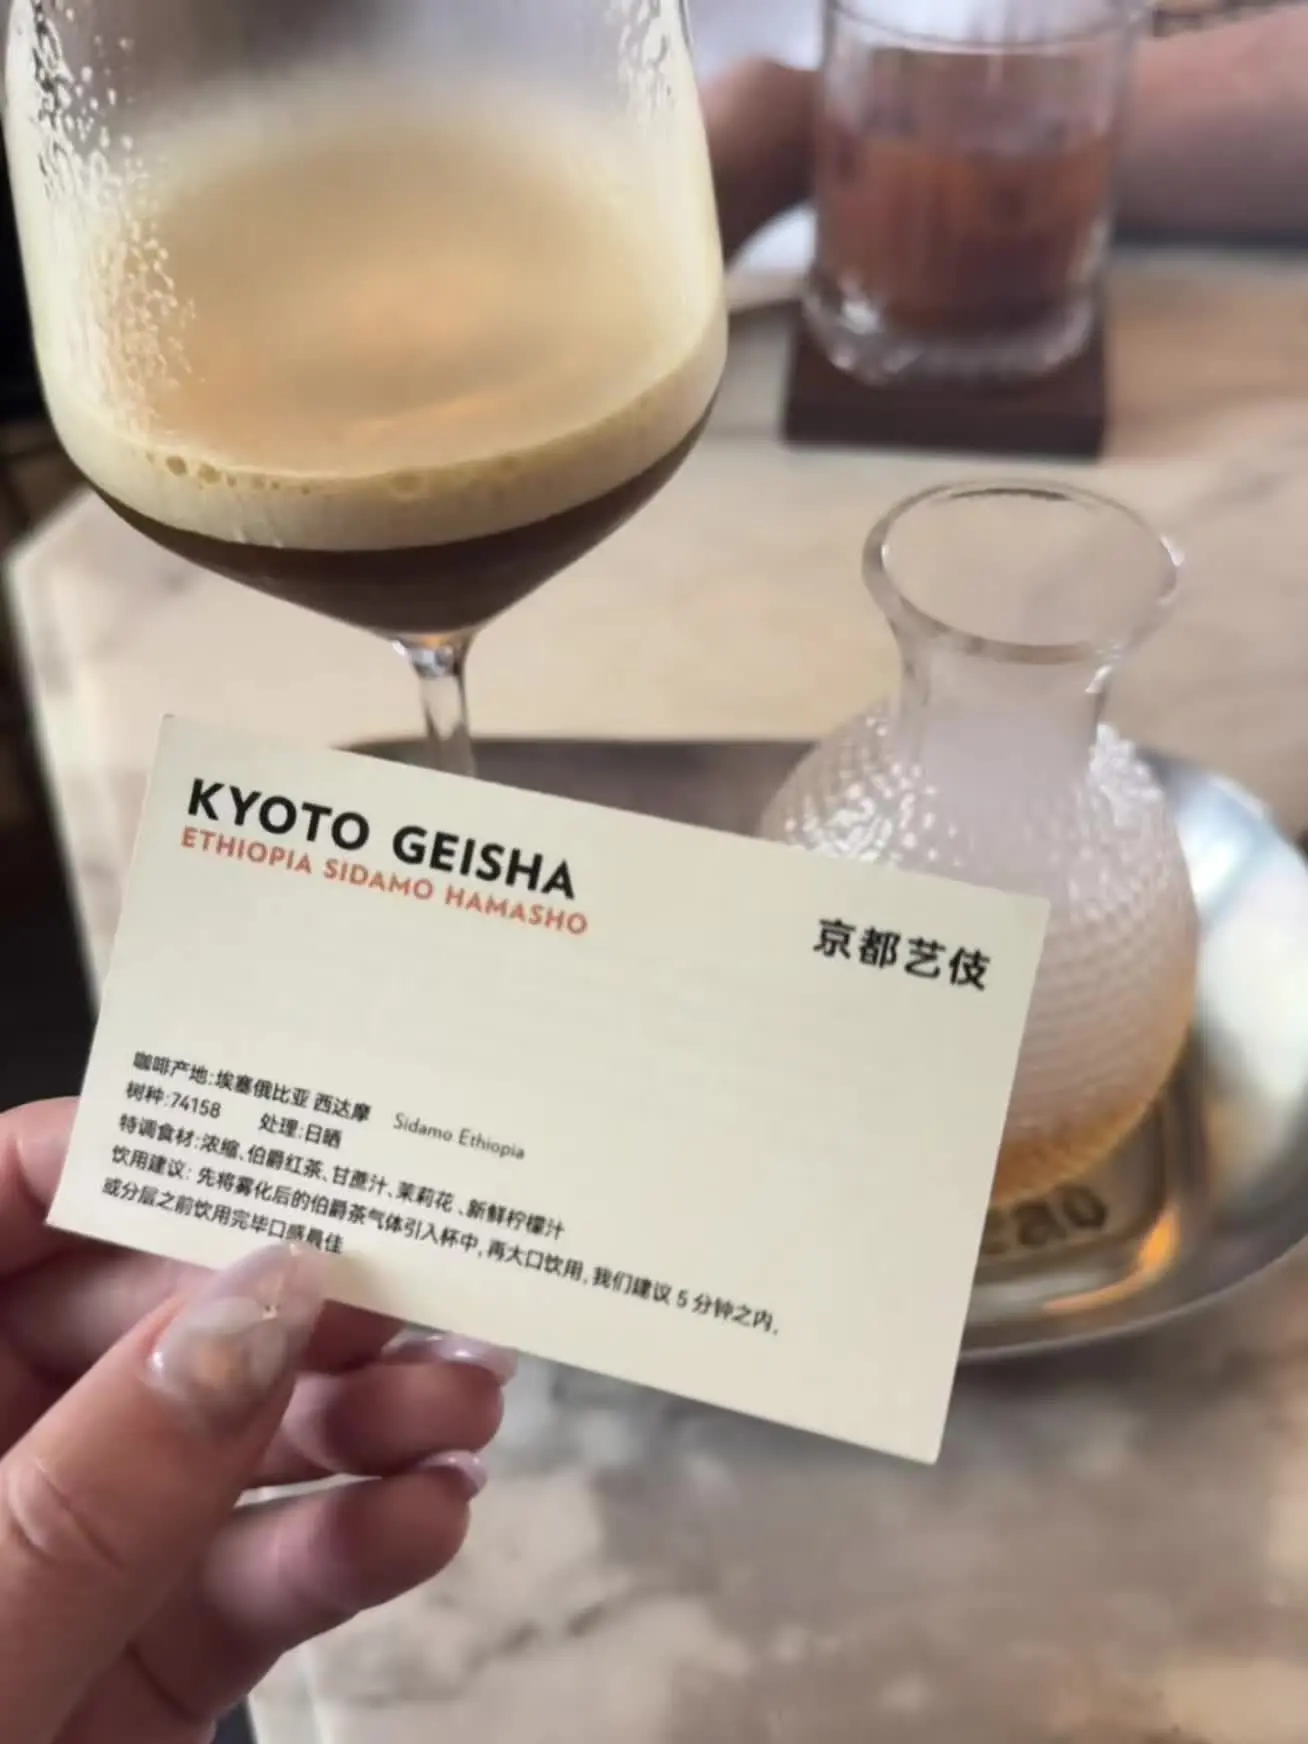 KYOTO GEISHA
ETHIOPIA SIDAMO HAMASHO
京都艺伎
咖啡产地:埃塞俄比亚 西达摩 Sidamo Ethiopia
树种:74158 处理:日晒
特调食材:浓缩、伯爵红茶、甘蔗汁、茉莉花、新鲜柠檬汁
饮用建议: 先将雾化后的伯爵茶气体引入杯中,再大口饮用,我们建议 5 分钟之内,
或分层之前饮用完毕口感最佳